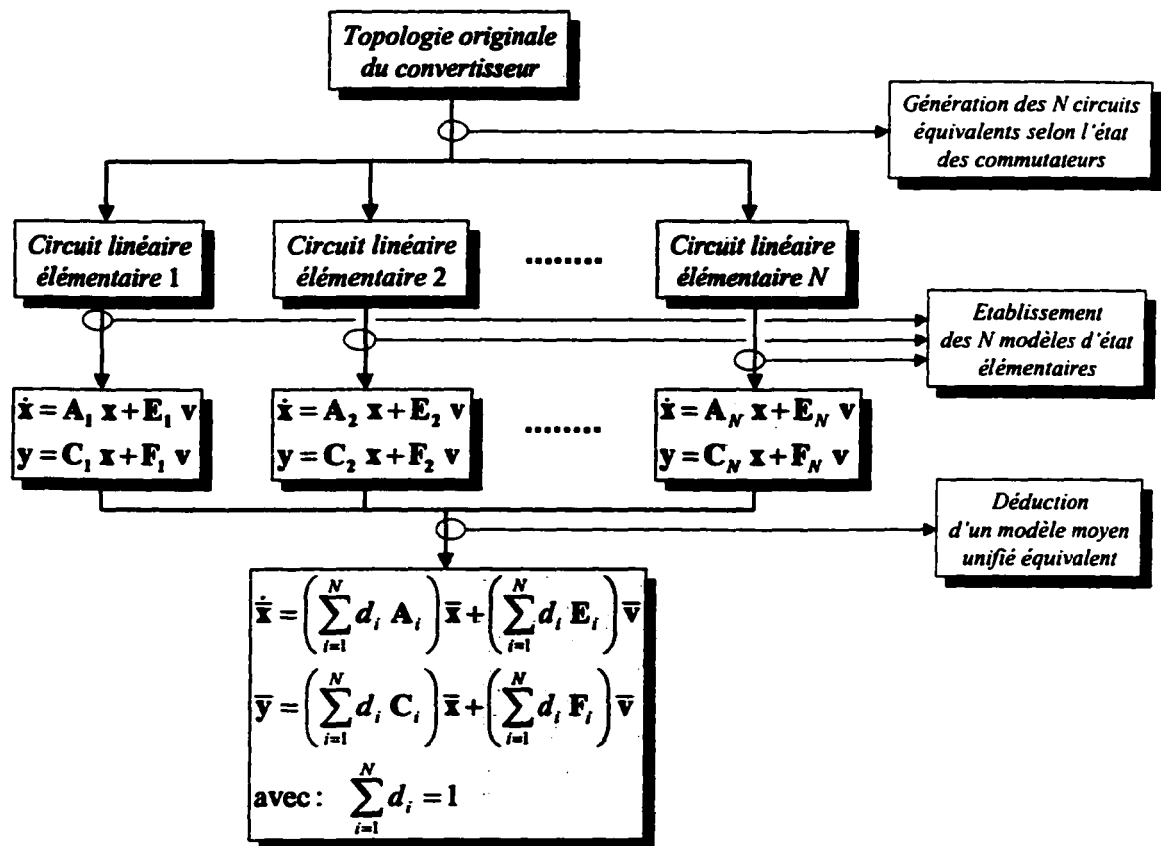 Topologie originale
du convertisseur
Génération des N circuits
équivalents selon l'état
des commutateurs
Circuit linéaire
élémentaire 1
Circuit linéaire
élémentaire 2
........
Circuit linéaire
élémentaire N
Etablissement
des N modèles d'état
élémentaires
ẋ = A₁ x + E₁ v
y = C₁ x + F₁ v
ẋ = A₂ x + E₂ v
y = C₂ x + F₂ v
........
ẋ = A_N x + E_N v
y = C_N x + F_N v
Déduction
d'un modèle moyen
unifié équivalent
ẋ̄ = (∑_{i=1}^{N} d_i A_i) x̄ + (∑_{i=1}^{N} d_i E_i) v̄
ȳ = (∑_{i=1}^{N} d_i C_i) x̄ + (∑_{i=1}^{N} d_i F_i) v̄
avec : ∑_{i=1}^{N} d_i = 1